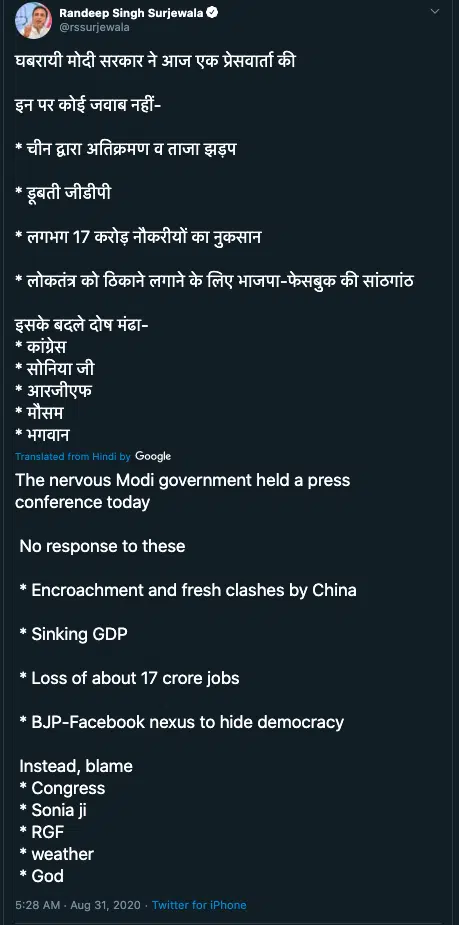 Randeep Singh Surjewala
@rssurjewala
घबरायी मोदी सरकार ने आज एक प्रेसवार्ता की
इन पर कोई जवाब नहीं-
* चीन द्वारा अतिक्रमण व ताजा झड़प
* डूबती जीडीपी
* लगभग 17 करोड़ नौकरीयों का नुकसान
* लोकतंत्र को ठिकाने लगाने के लिए भाजपा-फेसबुक की सांठगांठ
इसके बदले दोष मंढा-
* कांग्रेस
* सोनिया जी
* आरजीएफ
* मौसम
* भगवान
Translated from Hindi by Google
The nervous Modi government held a press
conference today
No response to these
* Encroachment and fresh clashes by China
* Sinking GDP
* Loss of about 17 crore jobs
* BJP-Facebook nexus to hide democracy
Instead, blame
* Congress
* Sonia ji
* RGF
* weather
* God
5:28 AM · Aug 31, 2020 · Twitter for iPhone